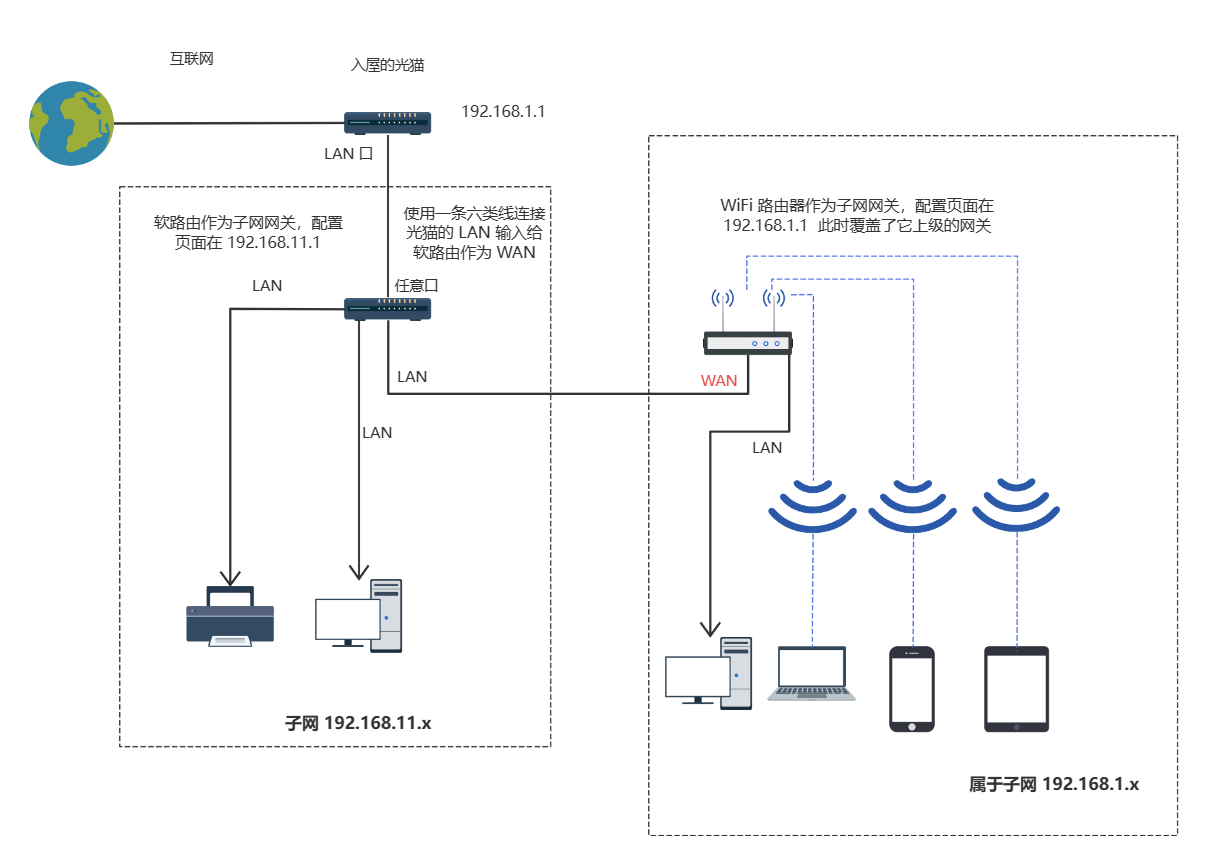 互联网
入屋的光猫
192.168.1.1
LAN 口
软路由作为子网网关，配置
页面在 192.168.11.1
使用一条六类线连接
光猫的 LAN 输入给
软路由作为 WAN
LAN
任意口
LAN
LAN
子网 192.168.11.x
WiFi 路由器作为子网网关，配置页面在
192.168.1.1 此时覆盖了它上级的网关
WAN
LAN
属于子网 192.168.1.x